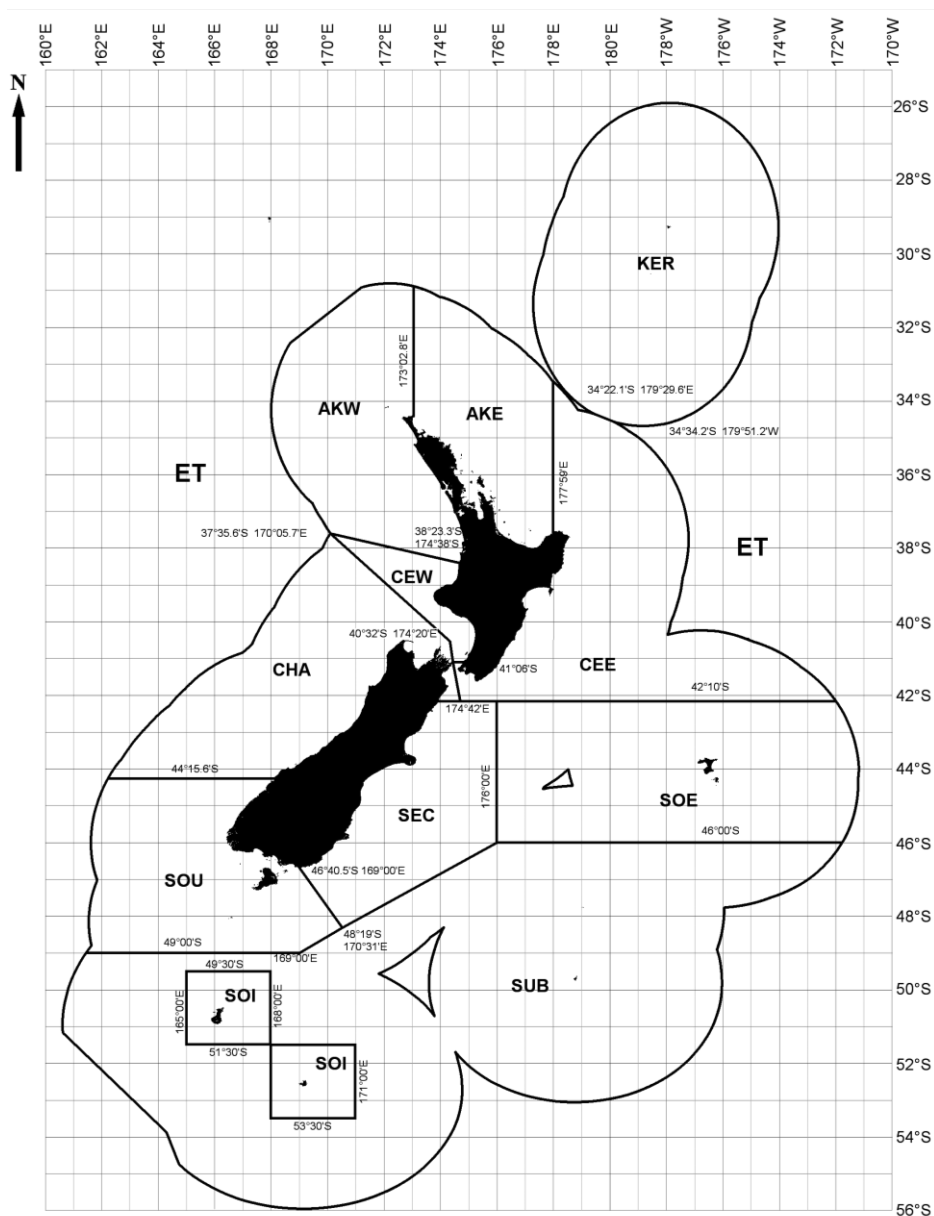 160°E
162°E
164°E
166°E
168°E
170°E
172°E
174°E
176°E
178°E
180°E
178°W
176°W
174°W
172°W
170°W
N
26°S
28°S
KER
30°S
32°S
173°02.8'E
34°22.1'S 179°29.6'E
34°S
AKW
AKE
34°34.2'S 179°51.2'W
ET
36°S
177°59'E
37°35.6'S 170°05.7'E
38°23.3'S
174°38'S
ET
38°S
CEW
40°S
40°32'S 174°20'E
CHA
41°06'S
CEE
42°10'S
42°S
174°42'E
44°15.6'S
176°00'E
44°S
SOE
SEC
46°00'S
46°S
SOU
46°40.5'S 169°00'E
48°S
48°19'S
170°31'E
49°00'S
169°00'E
49°30'S
165°00'E
SOI
168°00'E
SUB
50°S
51°30'S
SOI
171°00'E
52°S
53°30'S
54°S
56°S